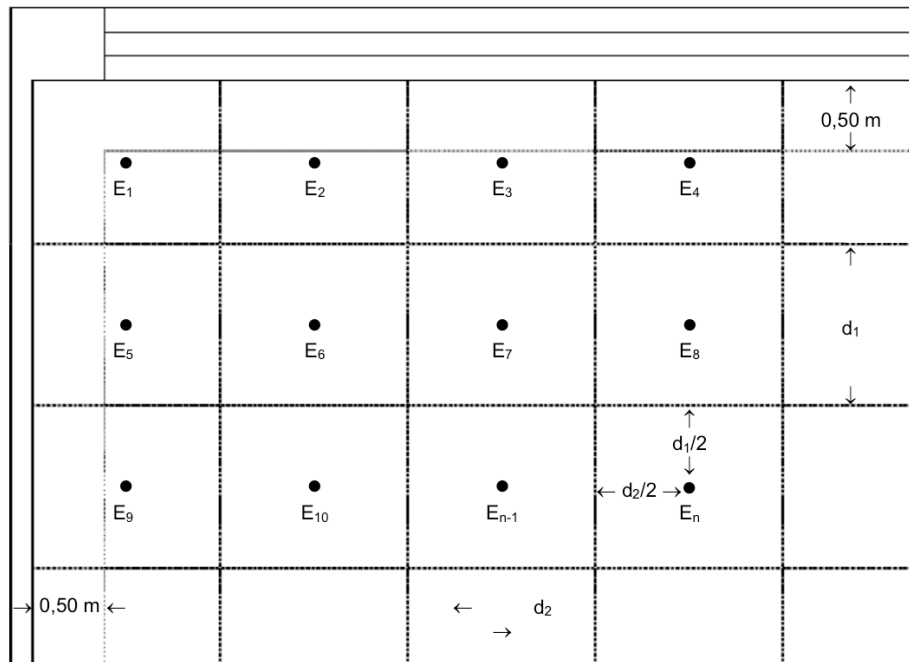 0,50 m
E₁ E₂ E₃ E₄
d₁
E₅ E₆ E₇ E₈
d₁/2
d₂/2
E₉ E₁₀ Eₙ₋₁ Eₙ
0,50 m d₂